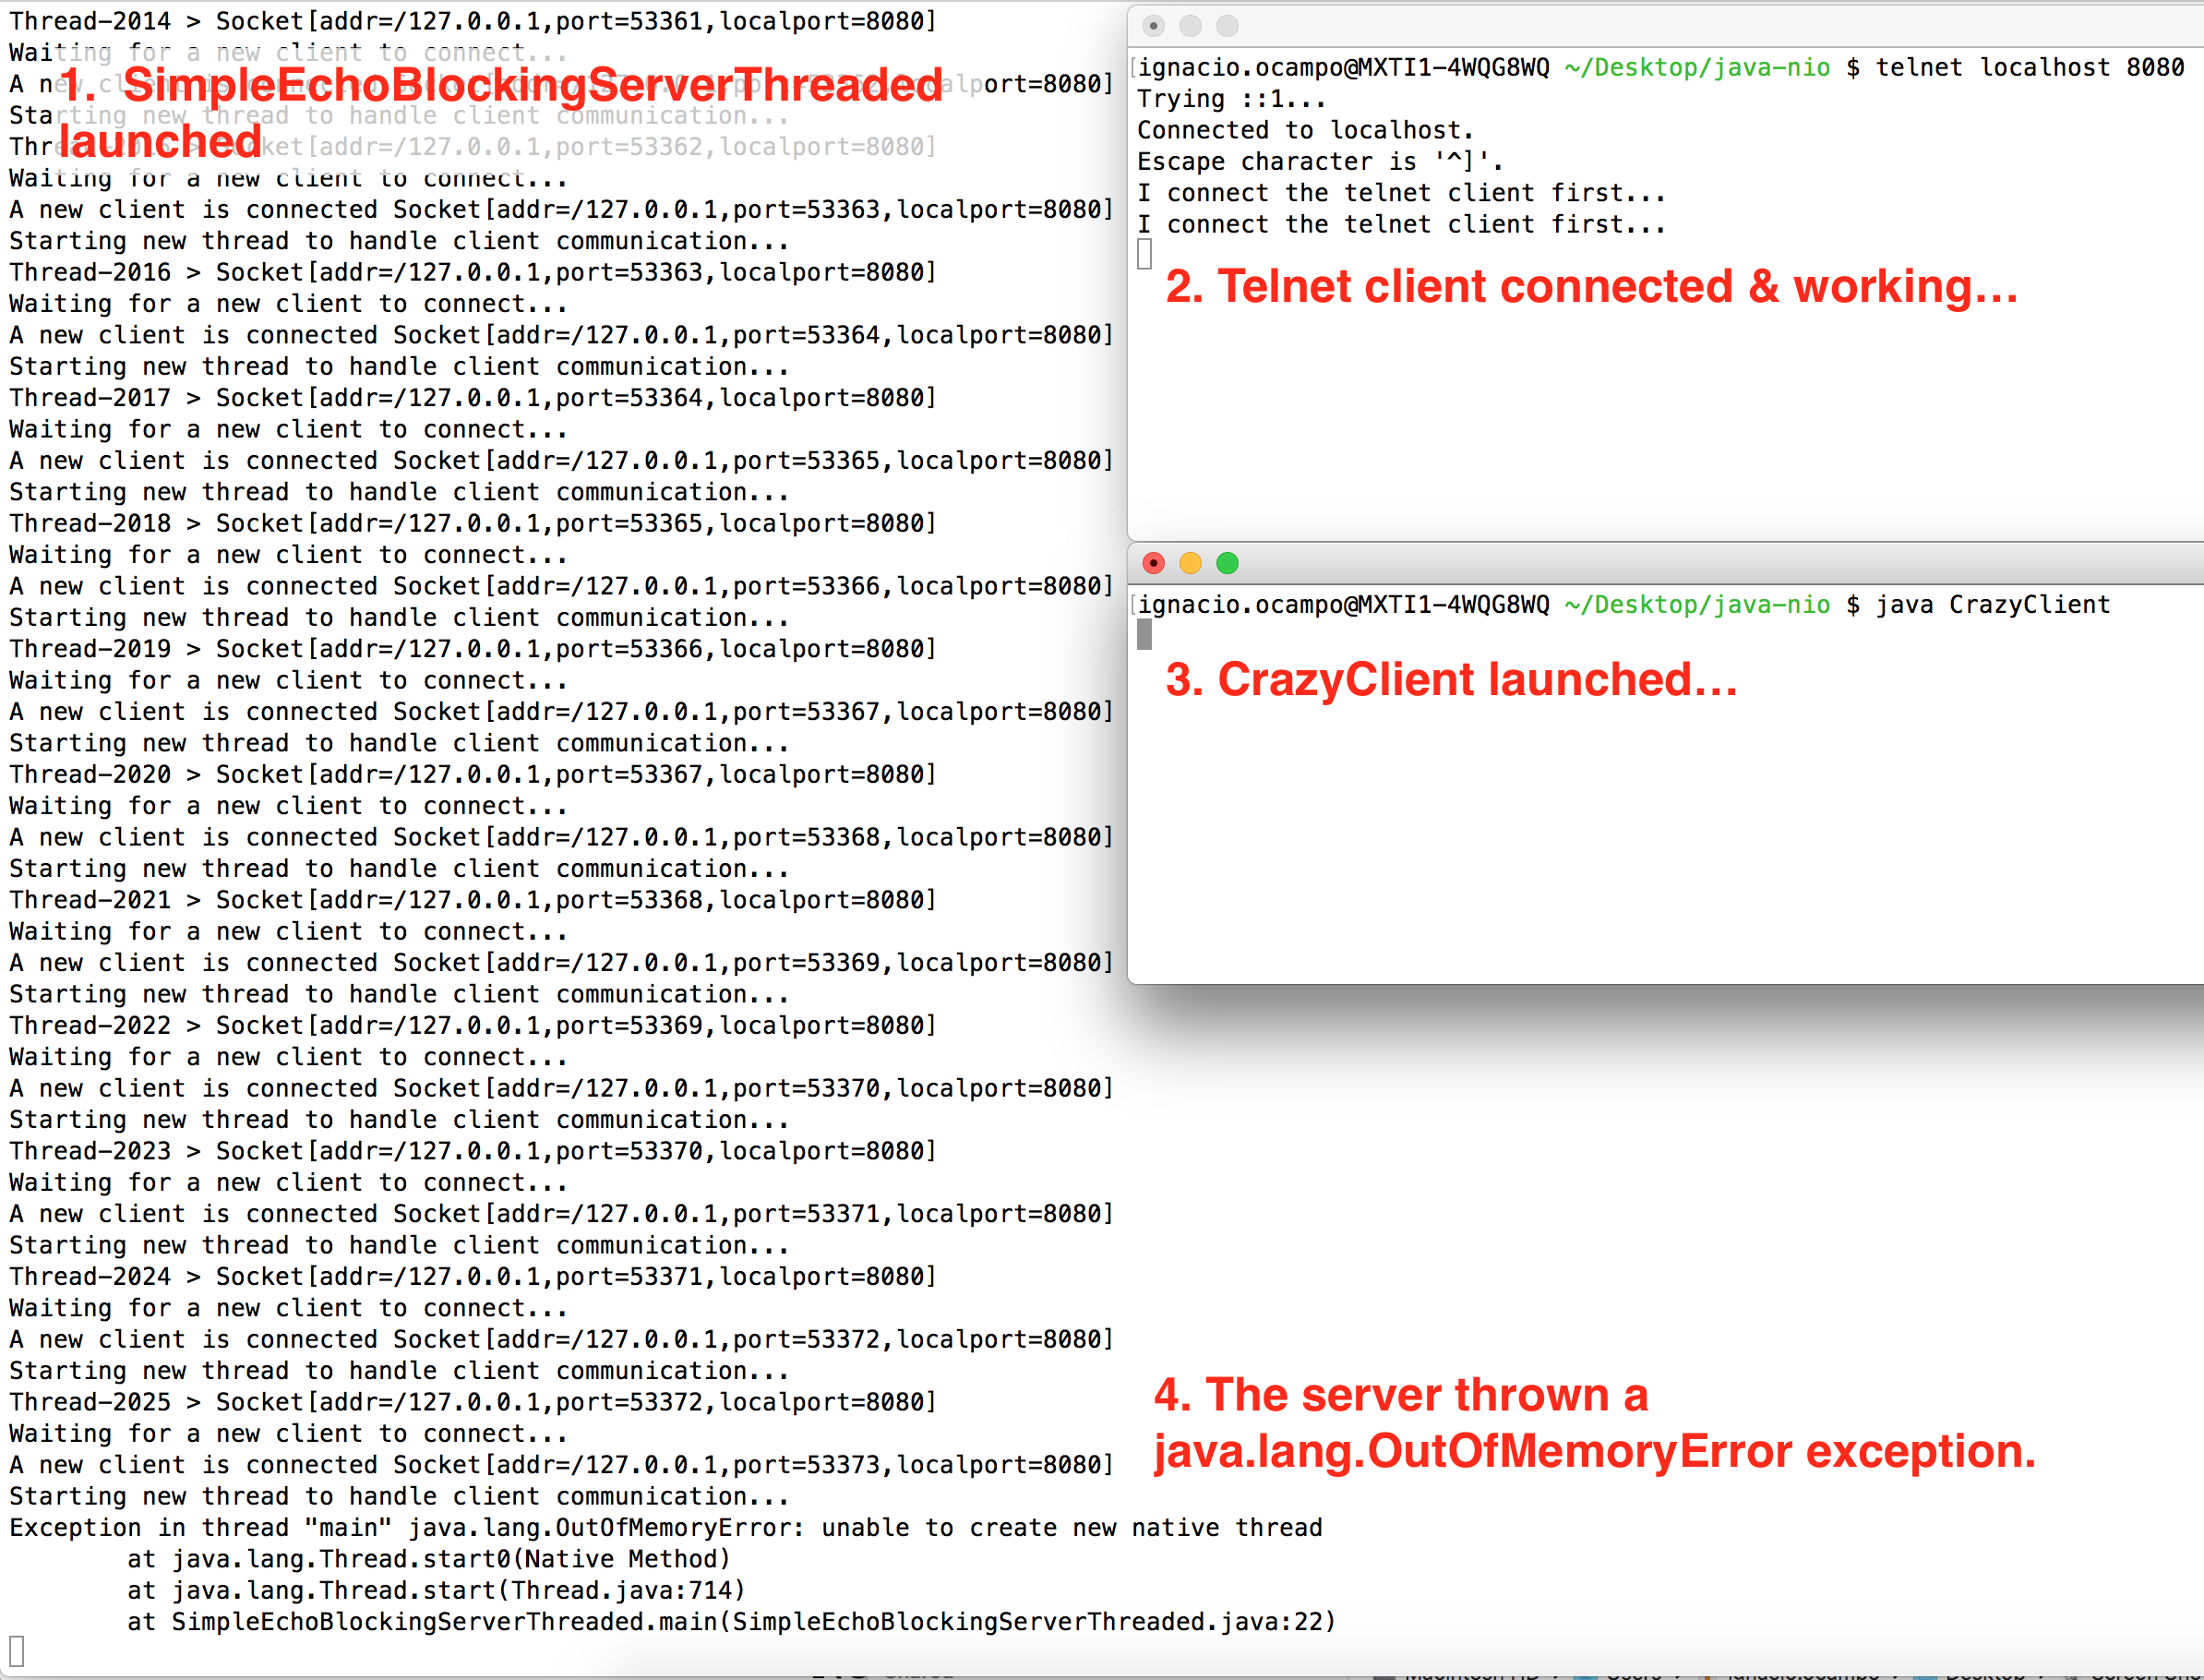 Thread-2014 > Socket[addr=/127.0.0.1,port=53361,localport=8080]
Waiting for a new client to connect...
A new client is connected Socket[addr=/127.0.0.1,port=53362,localport=8080]
Starting new thread to handle client communication...
Thread-2015 > Socket[addr=/127.0.0.1,port=53362,localport=8080]
1. SimpleEchoBlockingServerThreaded
launched
Waiting for a new client to connect...
A new client is connected Socket[addr=/127.0.0.1,port=53363,localport=8080]
Starting new thread to handle client communication...
Thread-2016 > Socket[addr=/127.0.0.1,port=53363,localport=8080]
Waiting for a new client to connect...
A new client is connected Socket[addr=/127.0.0.1,port=53364,localport=8080]
Starting new thread to handle client communication...
Thread-2017 > Socket[addr=/127.0.0.1,port=53364,localport=8080]
Waiting for a new client to connect...
A new client is connected Socket[addr=/127.0.0.1,port=53365,localport=8080]
Starting new thread to handle client communication...
Thread-2018 > Socket[addr=/127.0.0.1,port=53365,localport=8080]
Waiting for a new client to connect...
A new client is connected Socket[addr=/127.0.0.1,port=53366,localport=8080]
Starting new thread to handle client communication...
Thread-2019 > Socket[addr=/127.0.0.1,port=53366,localport=8080]
Waiting for a new client to connect...
A new client is connected Socket[addr=/127.0.0.1,port=53367,localport=8080]
Starting new thread to handle client communication...
Thread-2020 > Socket[addr=/127.0.0.1,port=53367,localport=8080]
Waiting for a new client to connect...
A new client is connected Socket[addr=/127.0.0.1,port=53368,localport=8080]
Starting new thread to handle client communication...
Thread-2021 > Socket[addr=/127.0.0.1,port=53368,localport=8080]
Waiting for a new client to connect...
A new client is connected Socket[addr=/127.0.0.1,port=53369,localport=8080]
Starting new thread to handle client communication...
Thread-2022 > Socket[addr=/127.0.0.1,port=53369,localport=8080]
Waiting for a new client to connect...
A new client is connected Socket[addr=/127.0.0.1,port=53370,localport=8080]
Starting new thread to handle client communication...
Thread-2023 > Socket[addr=/127.0.0.1,port=53370,localport=8080]
Waiting for a new client to connect...
A new client is connected Socket[addr=/127.0.0.1,port=53371,localport=8080]
Starting new thread to handle client communication...
Thread-2024 > Socket[addr=/127.0.0.1,port=53371,localport=8080]
Waiting for a new client to connect...
A new client is connected Socket[addr=/127.0.0.1,port=53372,localport=8080]
Starting new thread to handle client communication...
Thread-2025 > Socket[addr=/127.0.0.1,port=53372,localport=8080]
Waiting for a new client to connect...
A new client is connected Socket[addr=/127.0.0.1,port=53373,localport=8080]
Starting new thread to handle client communication...
Exception in thread "main" java.lang.OutOfMemoryError: unable to create new native thread
at java.lang.Thread.start0(Native Method)
at java.lang.Thread.start(Thread.java:714)
at SimpleEchoBlockingServerThreaded.main(SimpleEchoBlockingServerThreaded.java:22)
ignacio.ocampo@MXTI1-4WQG8WQ ~/Desktop/java-nio $ telnet localhost 8080
Trying ::1...
Connected to localhost.
Escape character is '^]'.
I connect the telnet client first...
I connect the telnet client first...
2. Telnet client connected & working...
ignacio.ocampo@MXTI1-4WQG8WQ ~/Desktop/java-nio $ java CrazyClient
3. CrazyClient launched...
4. The server thrown a
java.lang.OutOfMemoryError exception.